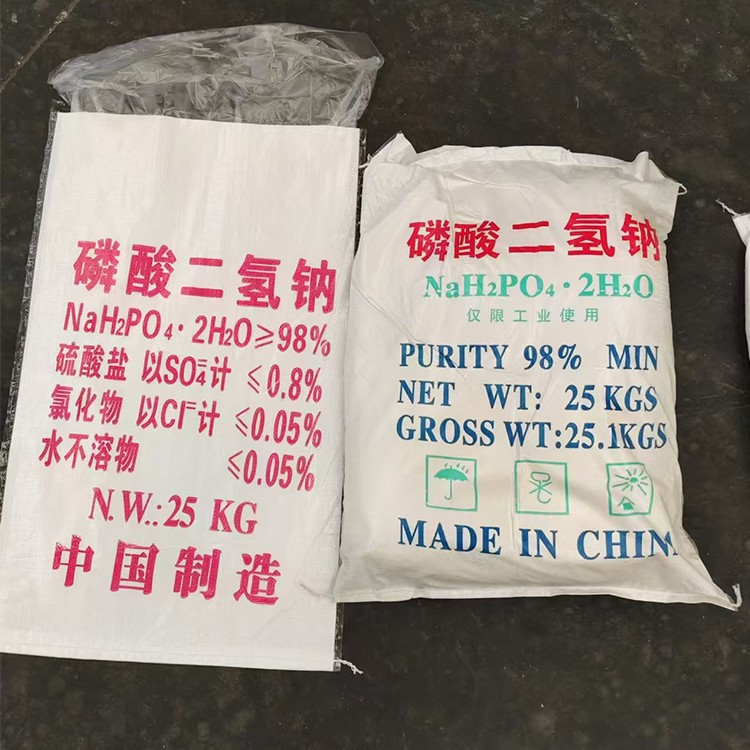 磷酸二氢钠
NaH₂PO₄·2H₂O≥98%
硫酸盐 以SO₄⁼计 ≤0.8%
氯化物 以Cl⁻计 ≤0.05%
水不溶物 ≤0.05%
N.W.:25 KG
中国制造
磷酸二氢钠
NaH₂PO₄·2H₂O
仅限工业使用
PURITY 98% MIN
NET WT: 25KGS
GROSS WT:25.1KGS
MADE IN CHINA